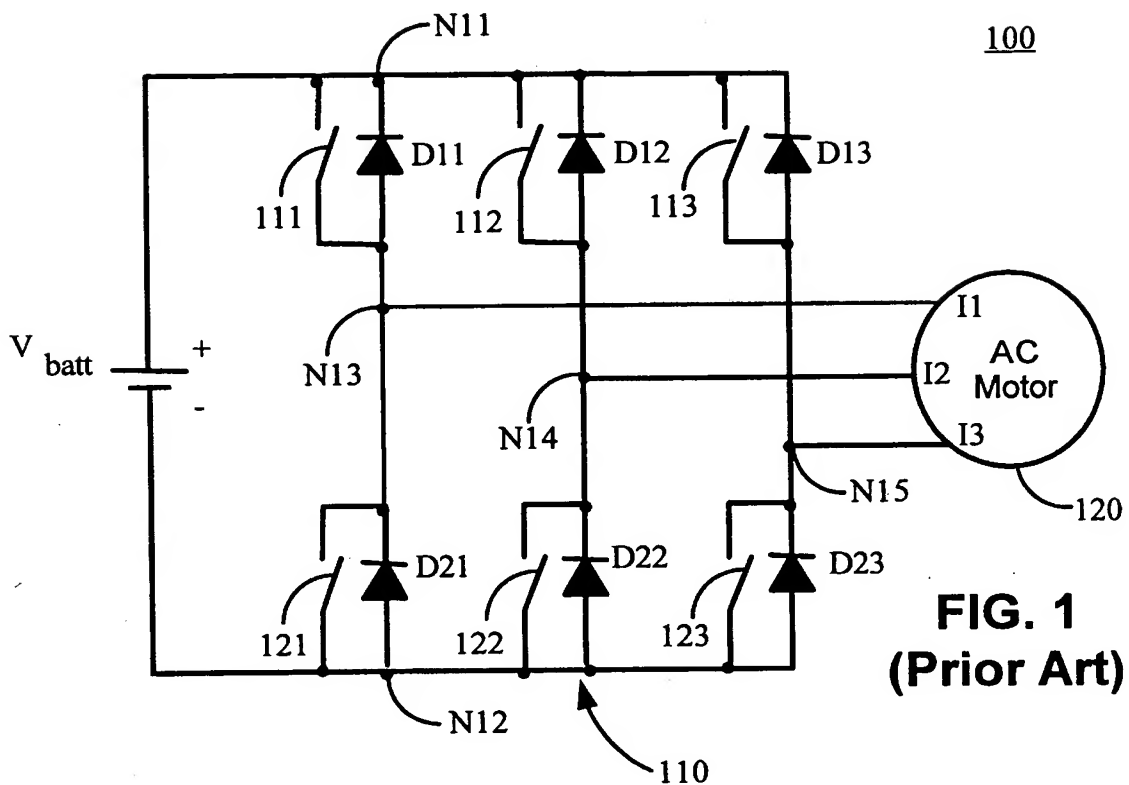 N11
100
D11
D12
D13
111
112
113
I1
V batt
+
-
N13
AC
Motor
I2
N14
I3
N15
120
D21
D22
D23
121
122
123
FIG. 1
(Prior Art)
N12
110